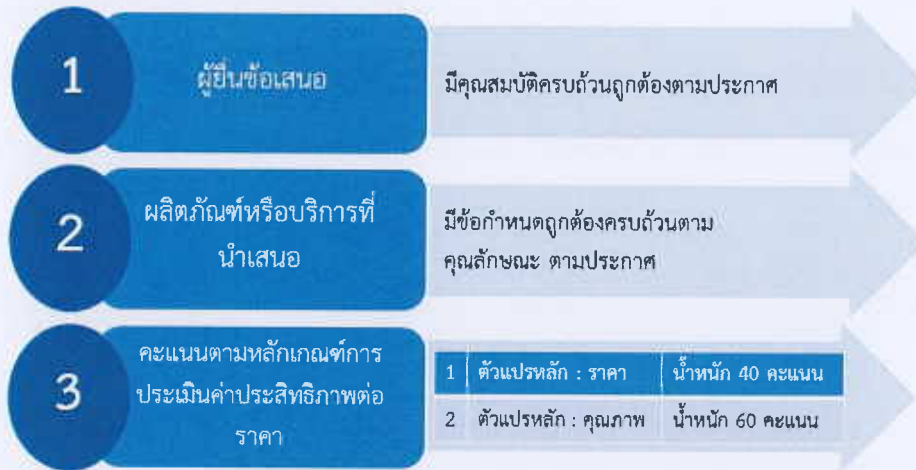 1
ผู้ยื่นข้อเสนอ
มีคุณสมบัติครบถ้วนถูกต้องตามประกาศ
2
ผลิตภัณฑ์หรือบริการที่
นำเสนอ
มีข้อกำหนดถูกต้องครบถ้วนตาม
คุณลักษณะ ตามประกาศ
3
คะแนนตามหลักเกณฑ์การ
ประเมินค่าประสิทธิภาพต่อ
ราคา
1 ตัวแปรหลัก : ราคา น้ำหนัก 40 คะแนน
2 ตัวแปรหลัก : คุณภาพ น้ำหนัก 60 คะแนน